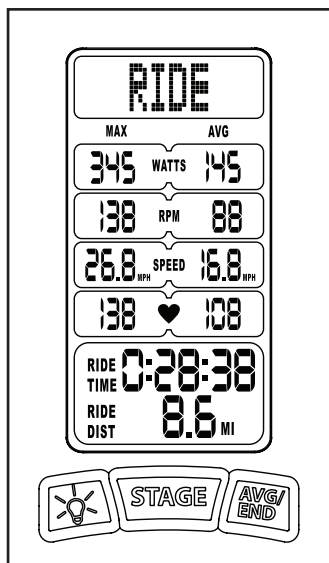 RIDE
MAX AVG
345 WATTS 145
138 RPM 88
26.8 MPH SPEED 16.8 MPH
138 108
RIDE TIME 0:28:38
RIDE DIST 8.6 MI
STAGE AVG/ END